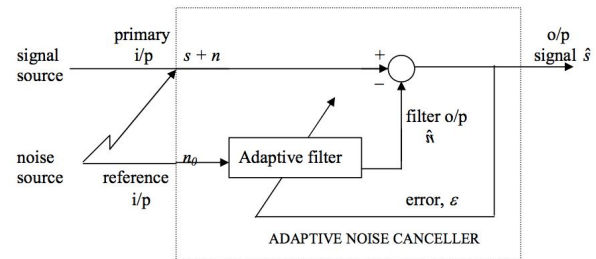 primary
i/p
signal
source
s + n
+
−
o/p
signal ŝ
filter o/p
n̂
noise
source
n₀
reference
i/p
Adaptive filter
error, ε
ADAPTIVE NOISE CANCELLER